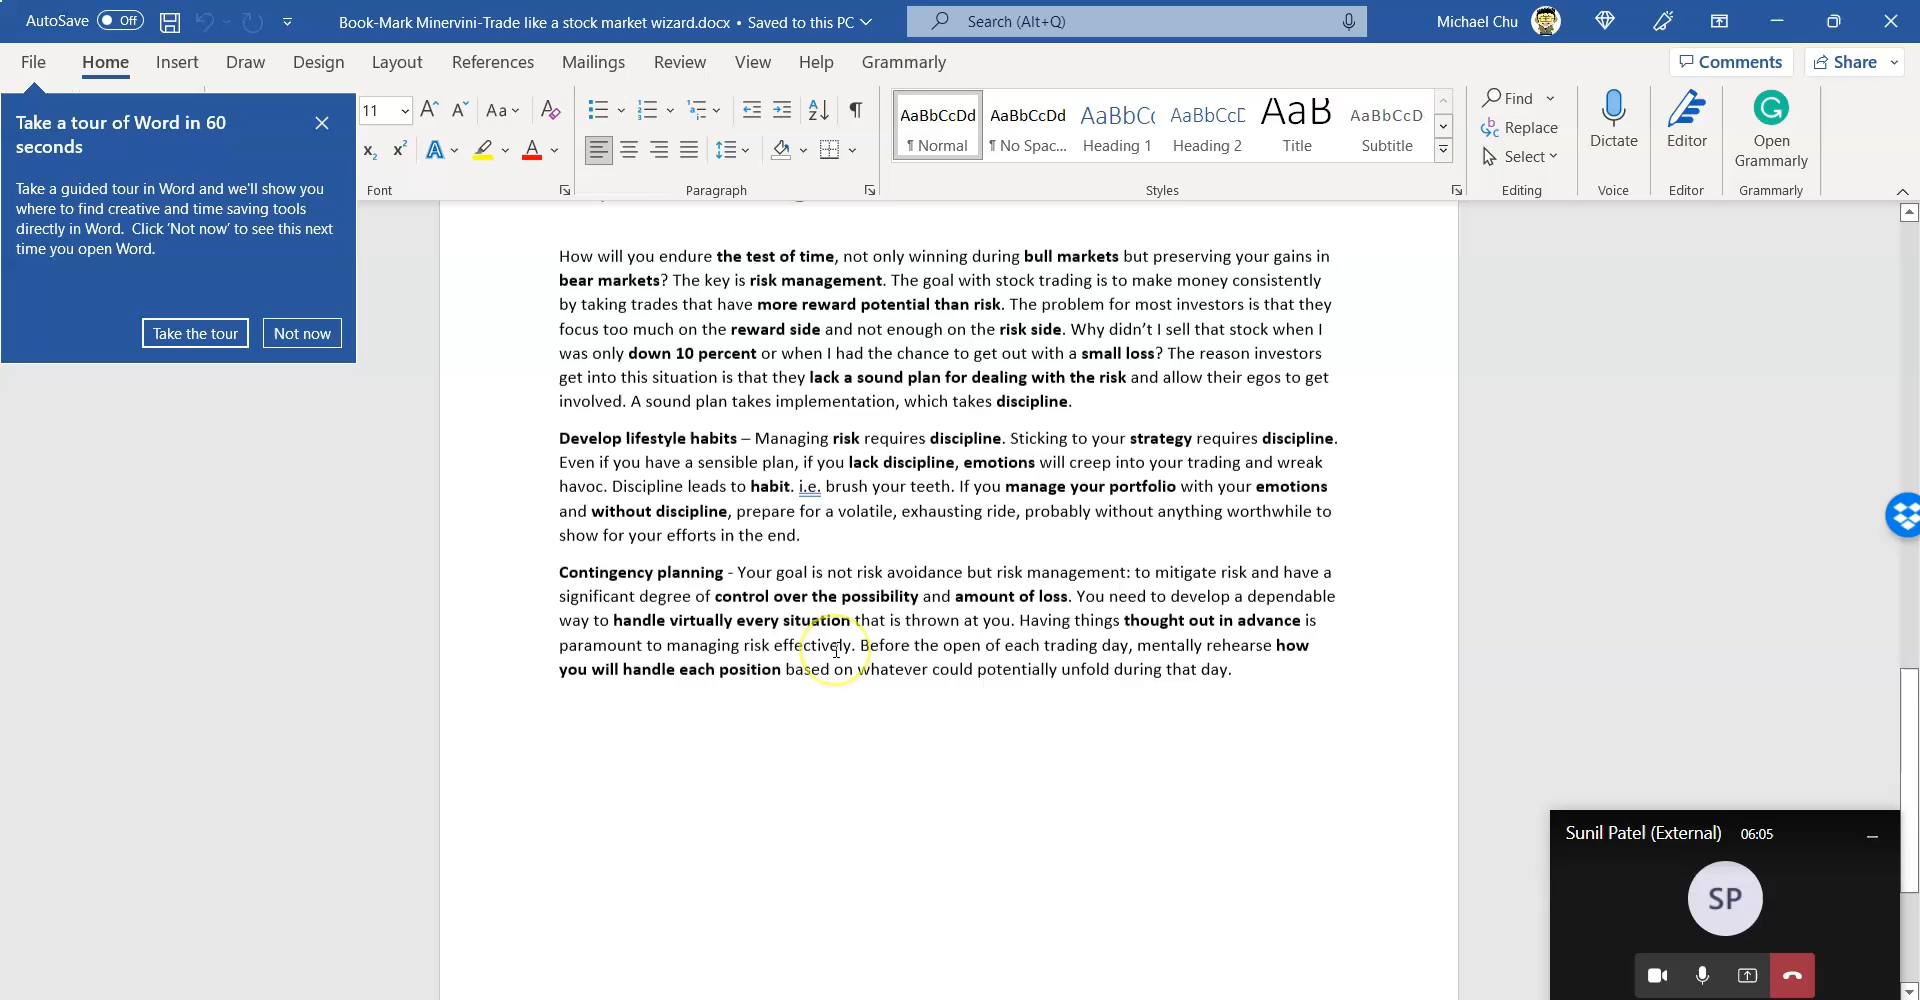 AutoSave Off Book-Mark Minervini-Trade like a stock market wizard.docx • Saved to this PC Search (Alt+Q) Michael Chu
File Home Insert Draw Design Layout References Mailings Review View Help Grammarly Comments Share
Take a tour of Word in 60
seconds
Take a guided tour in Word and we'll show you
where to find creative and time saving tools
directly in Word. Click 'Not now' to see this next
time you open Word.
Take the tour Not now
11 Aa
Font
Paragraph
AaBbCcDd AaBbCcDd AaBbC AaBbCcD AaB AaBbCcD
¶ Normal ¶ No Spac... Heading 1 Heading 2 Title Subtitle
Styles
Find
Replace
Select
Editing
Dictate
Voice
Editor
Editor
Open
Grammarly
Grammarly
How will you endure the test of time, not only winning during bull markets but preserving your gains in
bear markets? The key is risk management. The goal with stock trading is to make money consistently
by taking trades that have more reward potential than risk. The problem for most investors is that they
focus too much on the reward side and not enough on the risk side. Why didn't I sell that stock when I
was only down 10 percent or when I had the chance to get out with a small loss? The reason investors
get into this situation is that they lack a sound plan for dealing with the risk and allow their egos to get
involved. A sound plan takes implementation, which takes discipline.
Develop lifestyle habits – Managing risk requires discipline. Sticking to your strategy requires discipline.
Even if you have a sensible plan, if you lack discipline, emotions will creep into your trading and wreak
havoc. Discipline leads to habit. i.e. brush your teeth. If you manage your portfolio with your emotions
and without discipline, prepare for a volatile, exhausting ride, probably without anything worthwhile to
show for your efforts in the end.
Contingency planning - Your goal is not risk avoidance but risk management: to mitigate risk and have a
significant degree of control over the possibility and amount of loss. You need to develop a dependable
way to handle virtually every situation that is thrown at you. Having things thought out in advance is
paramount to managing risk effectively. Before the open of each trading day, mentally rehearse how
you will handle each position based on whatever could potentially unfold during that day.
Sunil Patel (External) 06:05
SP